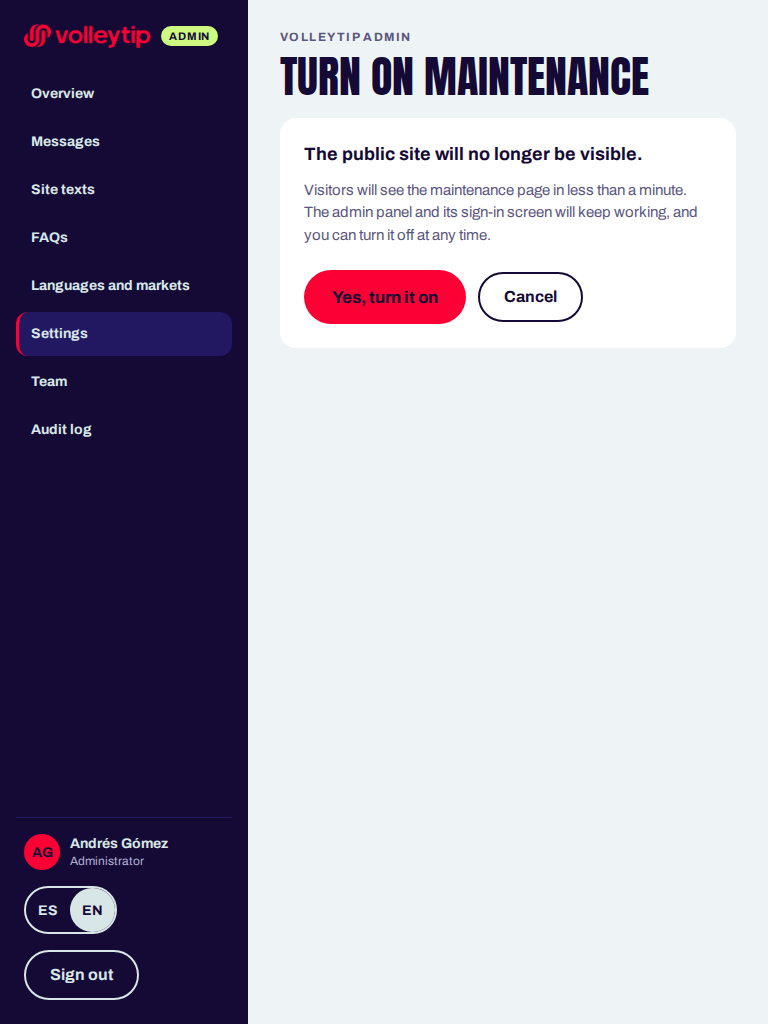 volleytip ADMIN
Overview
Messages
Site texts
FAQs
Languages and markets
Settings
Team
Audit log
Andrés Gómez
AG
Administrator
ES EN
Sign out
VOLLEYTIP ADMIN
TURN ON MAINTENANCE
The public site will no longer be visible.
Visitors will see the maintenance page in less than a minute.
The admin panel and its sign-in screen will keep working, and
you can turn it off at any time.
Yes, turn it on Cancel